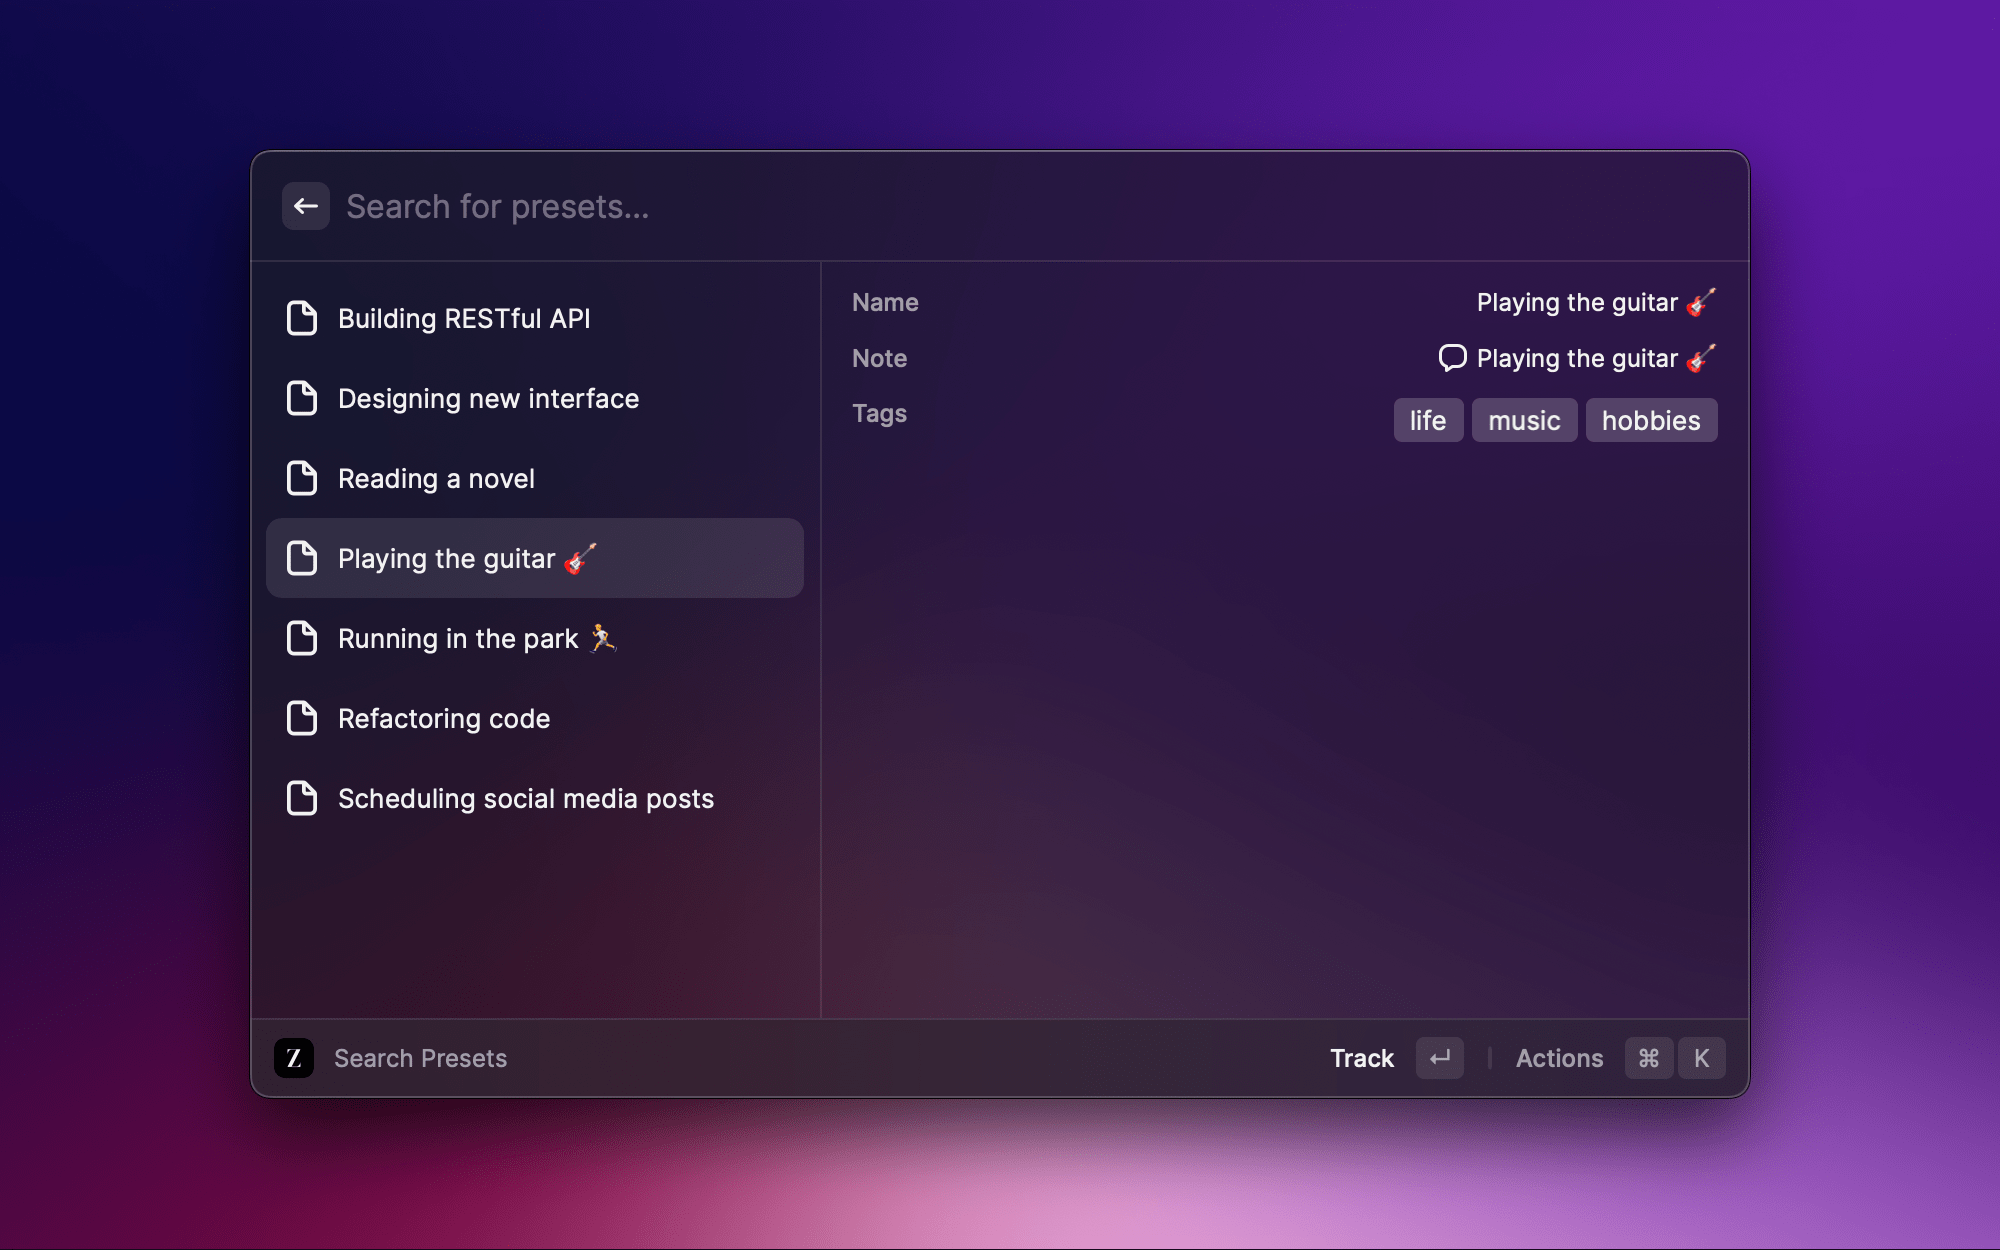 Search for presets...
Building RESTful API
Designing new interface
Reading a novel
Playing the guitar 🎸
Running in the park 🏃
Refactoring code
Scheduling social media posts
Name Playing the guitar 🎸
Note Playing the guitar 🎸
Tags life music hobbies
Z Search Presets Track ↵ Actions ⌘ K